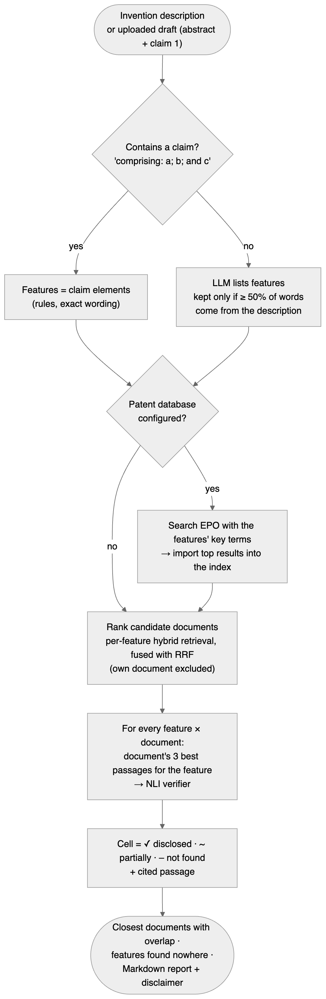 Invention description
or uploaded draft (abstract
+ claim 1)
Contains a claim?
'comprising: a; b; and c'
yes
no
Features = claim elements
(rules, exact wording)
LLM lists features
kept only if ≥ 50% of words
come from the description
Patent database
configured?
yes
no
Search EPO with the
features' key terms
→ import top results into
the index
Rank candidate documents
per-feature hybrid retrieval,
fused with RRF
(own document excluded)
For every feature ×
document:
document's 3 best
passages for the feature
→ NLI verifier
Cell = ✓ disclosed · ~
partially · – not found
+ cited passage
Closest documents with
overlap ·
features found nowhere ·
Markdown report +
disclaimer